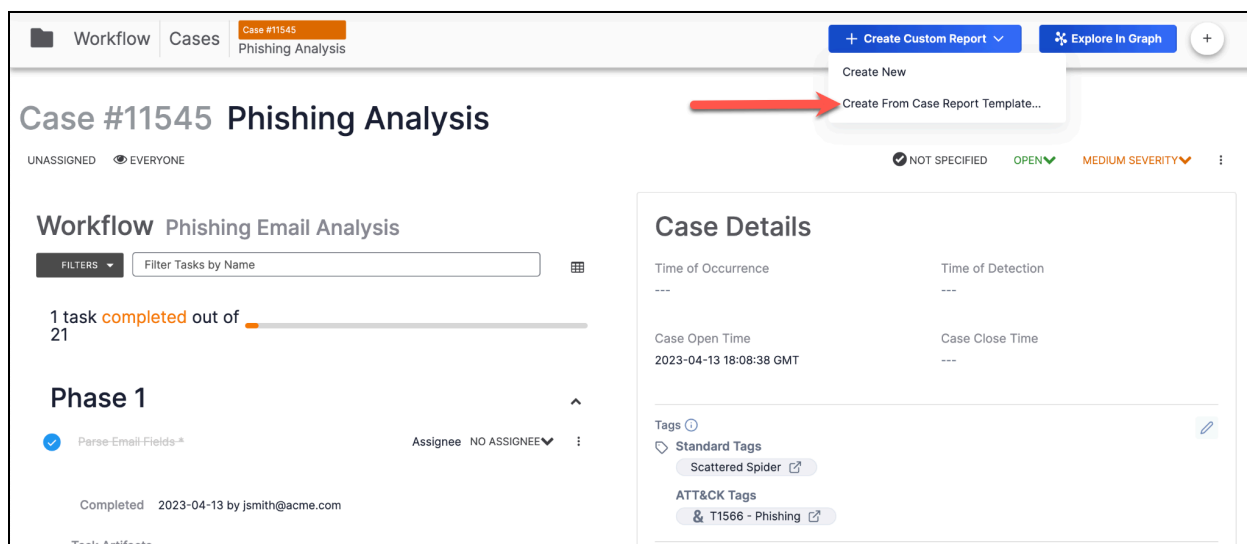 Workflow
Cases
Case #11545
Phishing Analysis
+ Create Custom Report
Explore In Graph
+
Create New
Create From Case Report Template...
Case #11545 Phishing Analysis
UNASSIGNED
EVERYONE
NOT SPECIFIED
OPEN
MEDIUM SEVERITY
Workflow Phishing Email Analysis
FILTERS
Filter Tasks by Name
1 task completed out of
21
Phase 1
Parse Email Fields *
Assignee NO ASSIGNEE
Completed 2023-04-13 by jsmith@acme.com
Task Artifacts
Case Details
Time of Occurrence
---
Time of Detection
---
Case Open Time
2023-04-13 18:08:38 GMT
Case Close Time
---
Tags
Standard Tags
Scattered Spider
ATT&CK Tags
& T1566 - Phishing